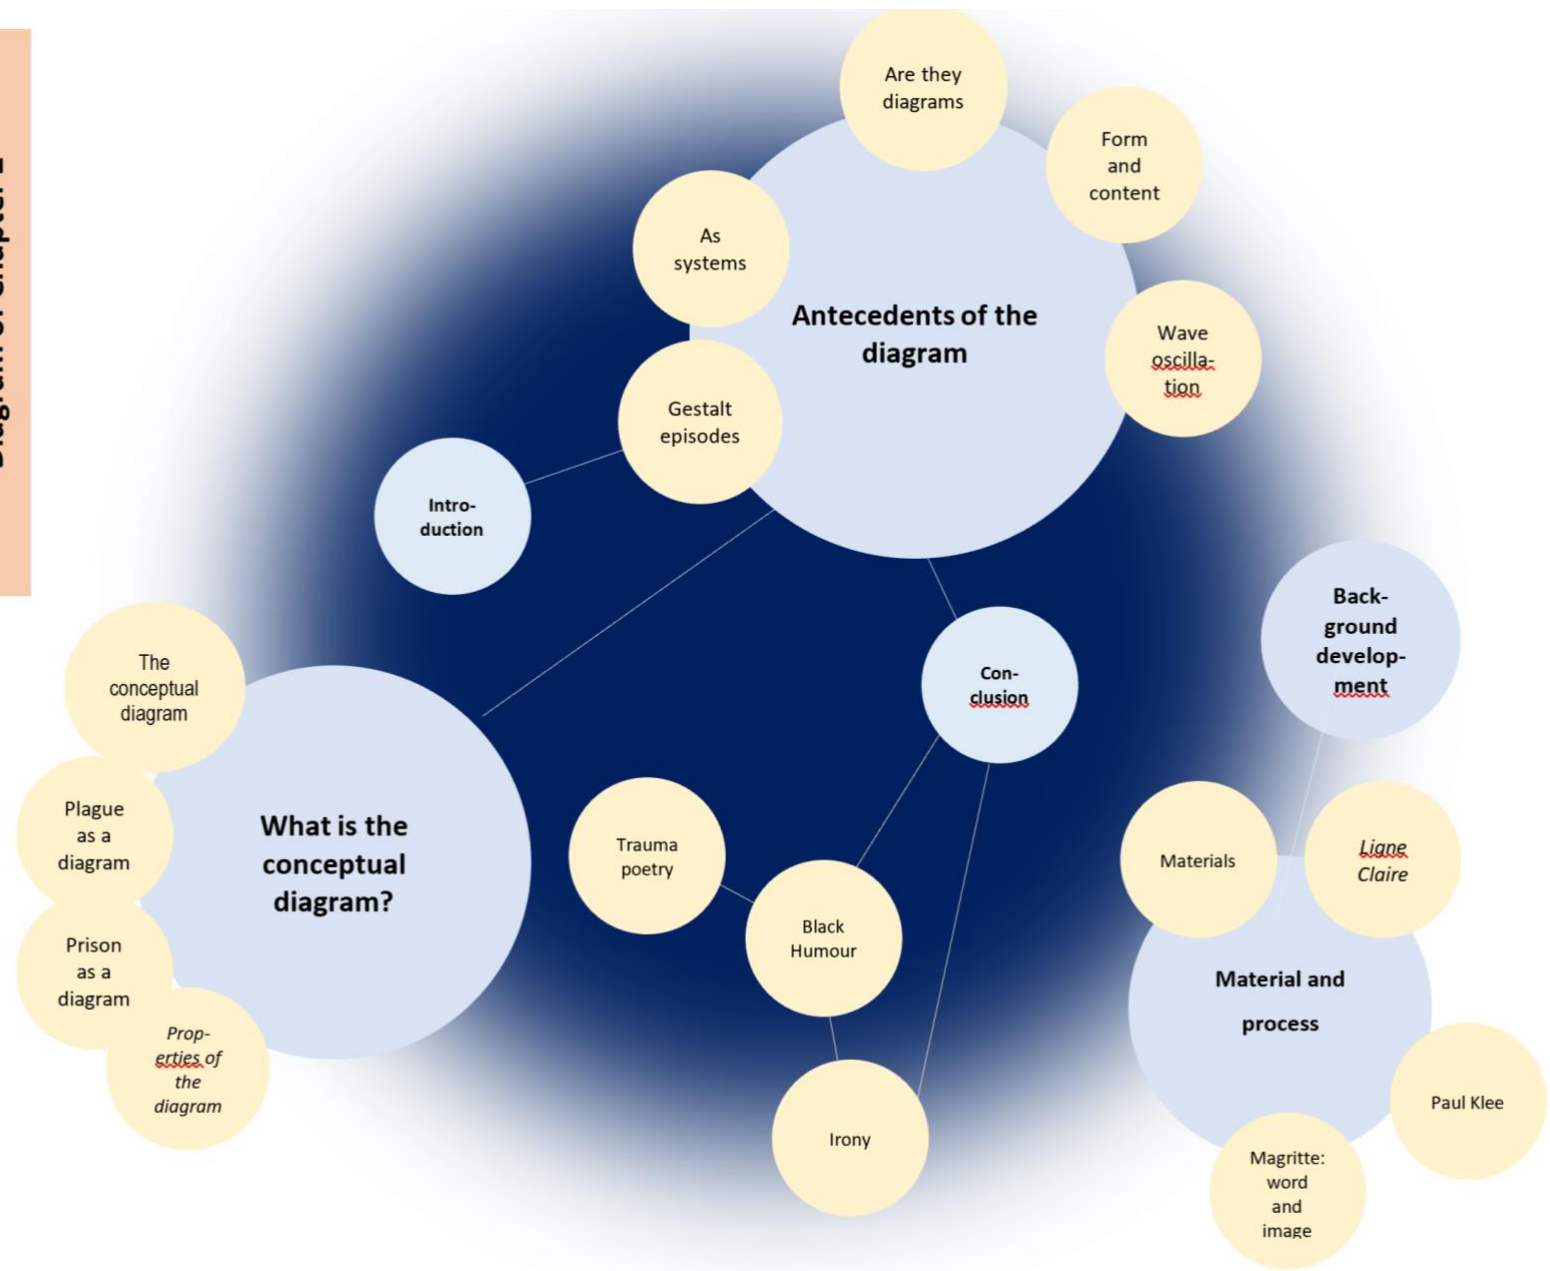 Diagram of Chapter
Are they
diagrams
Form
and
content
As
systems
Antecedents of the
diagram
Wave
oscilla-
tion
Gestalt
episodes
Intro-
duction
Back-
ground
develop-
ment
The
conceptual
diagram
Con-
clusion
Plague
as a
diagram
What is the
conceptual
diagram?
Trauma
poetry
Materials
Ligne
Claire
Black
Humour
Prison
as a
diagram
Material and
process
Prop-
erties of
the
diagram
Paul Klee
Irony
Magritte:
word
and
image